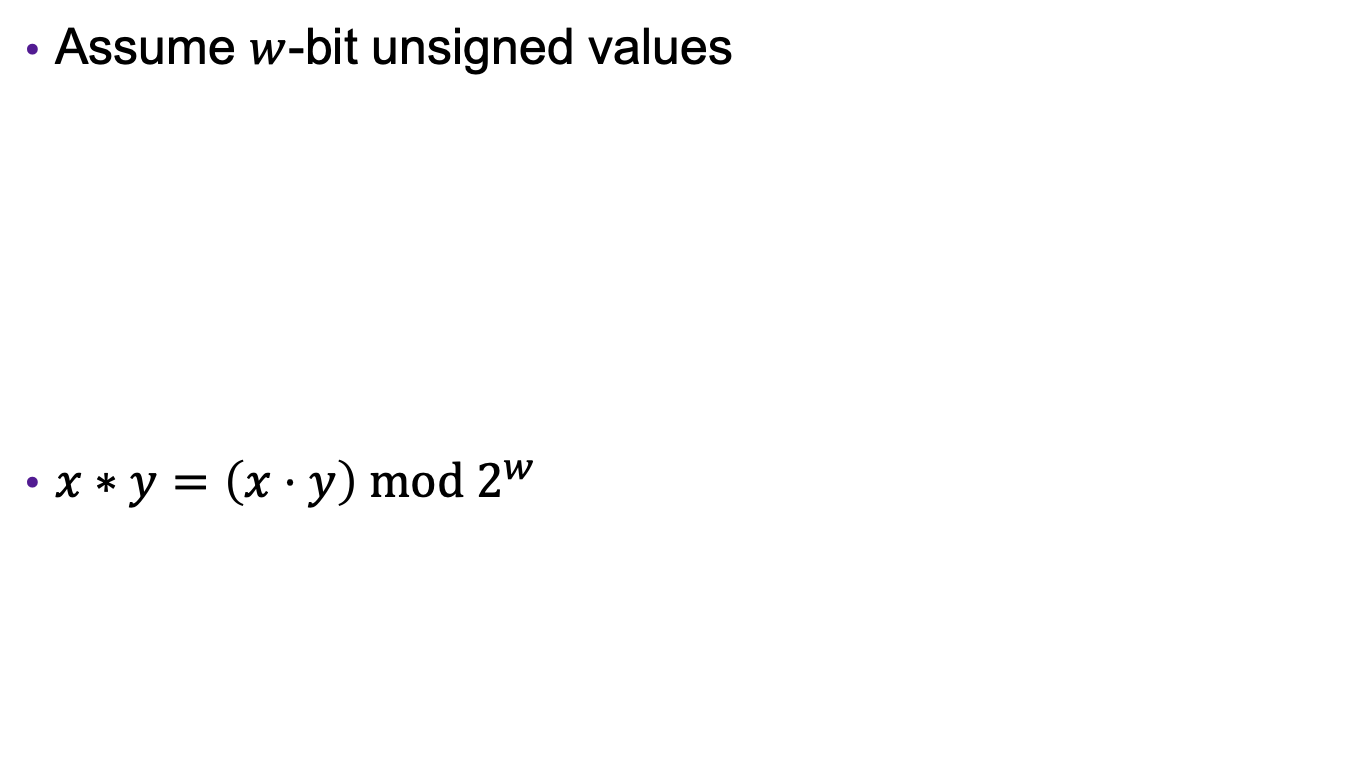 • Assume 𝑤-bit unsigned values
• 𝑥 ∗ 𝑦 = (𝑥 · 𝑦) mod 2^𝑤